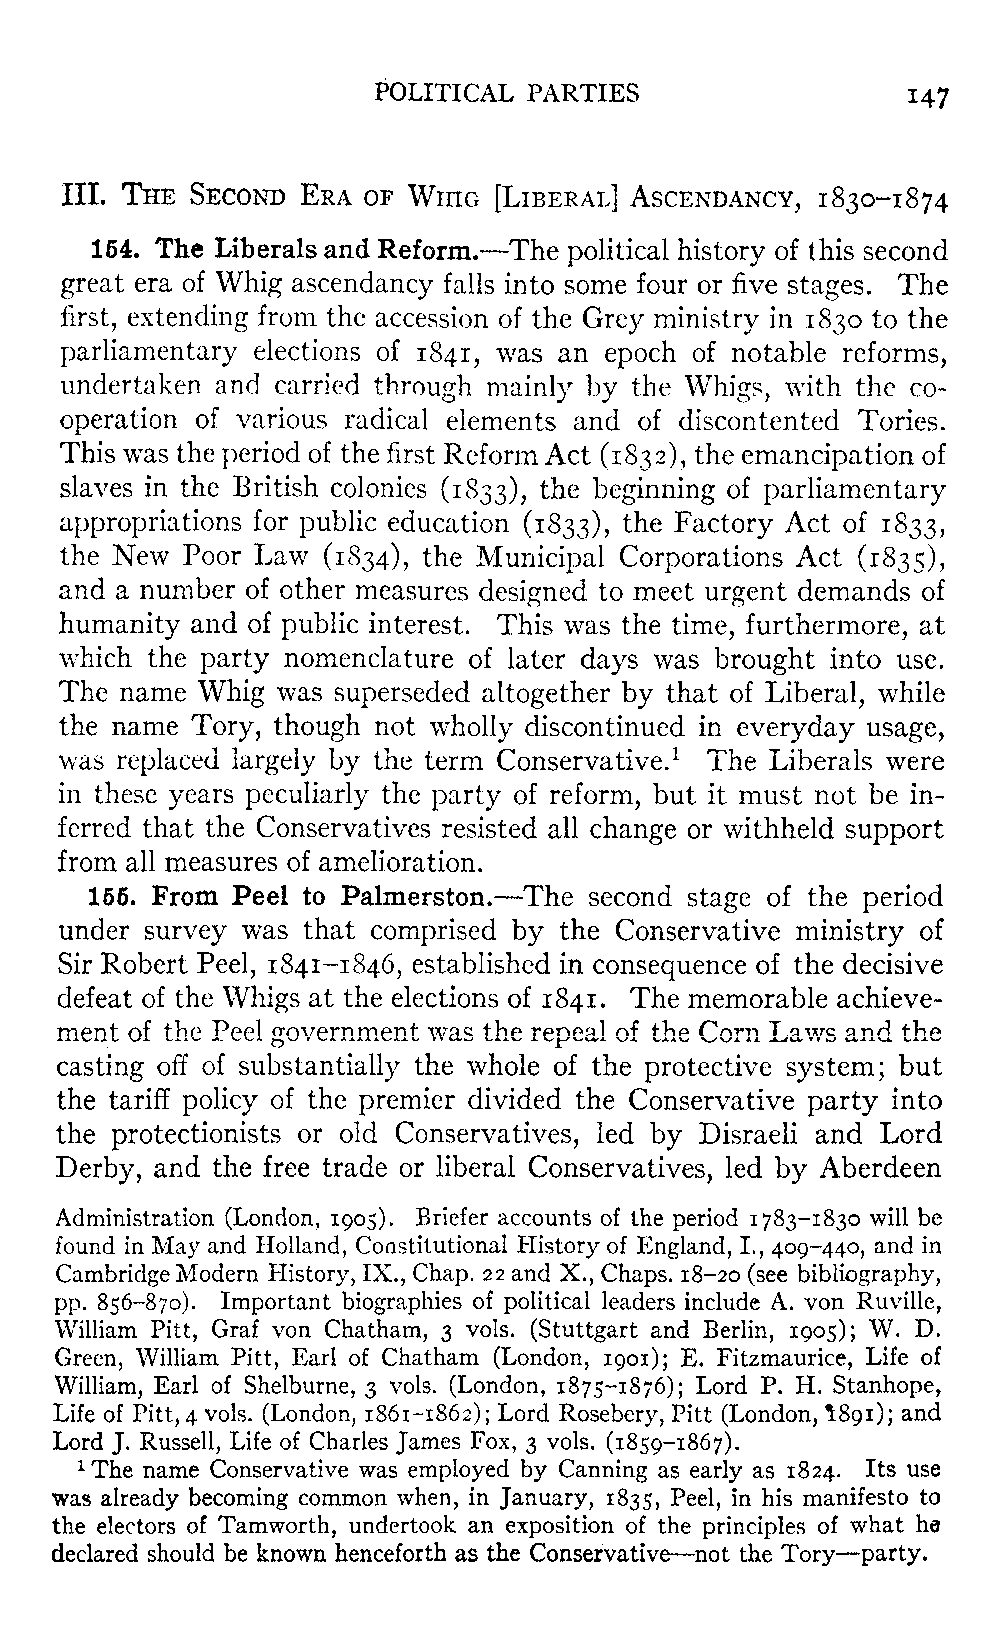 POLITICAL PARTIES 147
III. THE SECOND ERA OF WHIG [LIBERAL] ASCENDANCY, 1830–1874
154. The Liberals and Reform.—The political history of this second
great era of Whig ascendancy falls into some four or five stages. The
first, extending from the accession of the Grey ministry in 1830 to the
parliamentary elections of 1841, was an epoch of notable reforms,
undertaken and carried through mainly by the Whigs, with the co-
operation of various radical elements and of discontented Tories.
This was the period of the first Reform Act (1832), the emancipation of
slaves in the British colonies (1833), the beginning of parliamentary
appropriations for public education (1833), the Factory Act of 1833,
the New Poor Law (1834), the Municipal Corporations Act (1835),
and a number of other measures designed to meet urgent demands of
humanity and of public interest. This was the time, furthermore, at
which the party nomenclature of later days was brought into use.
The name Whig was superseded altogether by that of Liberal, while
the name Tory, though not wholly discontinued in everyday usage,
was replaced largely by the term Conservative.¹ The Liberals were
in these years peculiarly the party of reform, but it must not be in-
ferred that the Conservatives resisted all change or withheld support
from all measures of amelioration.
155. From Peel to Palmerston.—The second stage of the period
under survey was that comprised by the Conservative ministry of
Sir Robert Peel, 1841–1846, established in consequence of the decisive
defeat of the Whigs at the elections of 1841. The memorable achieve-
ment of the Peel government was the repeal of the Corn Laws and the
casting off of substantially the whole of the protective system; but
the tariff policy of the premier divided the Conservative party into
the protectionists or old Conservatives, led by Disraeli and Lord
Derby, and the free trade or liberal Conservatives, led by Aberdeen
Administration (London, 1905). Briefer accounts of the period 1783–1830 will be
found in May and Holland, Constitutional History of England, I., 409–440, and in
Cambridge Modern History, IX., Chap. 22 and X., Chaps. 18–20 (see bibliography,
pp. 856–870). Important biographies of political leaders include A. von Ruville,
William Pitt, Graf von Chatham, 3 vols. (Stuttgart and Berlin, 1905); W. D.
Green, William Pitt, Earl of Chatham (London, 1901); E. Fitzmaurice, Life of
William, Earl of Shelburne, 3 vols. (London, 1875–1876); Lord P. H. Stanhope,
Life of Pitt, 4 vols. (London, 1861–1862); Lord Rosebery, Pitt (London, 1891); and
Lord J. Russell, Life of Charles James Fox, 3 vols. (1859–1867).
¹ The name Conservative was employed by Canning as early as 1824. Its use
was already becoming common when, in January, 1835, Peel, in his manifesto to
the electors of Tamworth, undertook an exposition of the principles of what he
declared should be known henceforth as the Conservative—not the Tory—party.